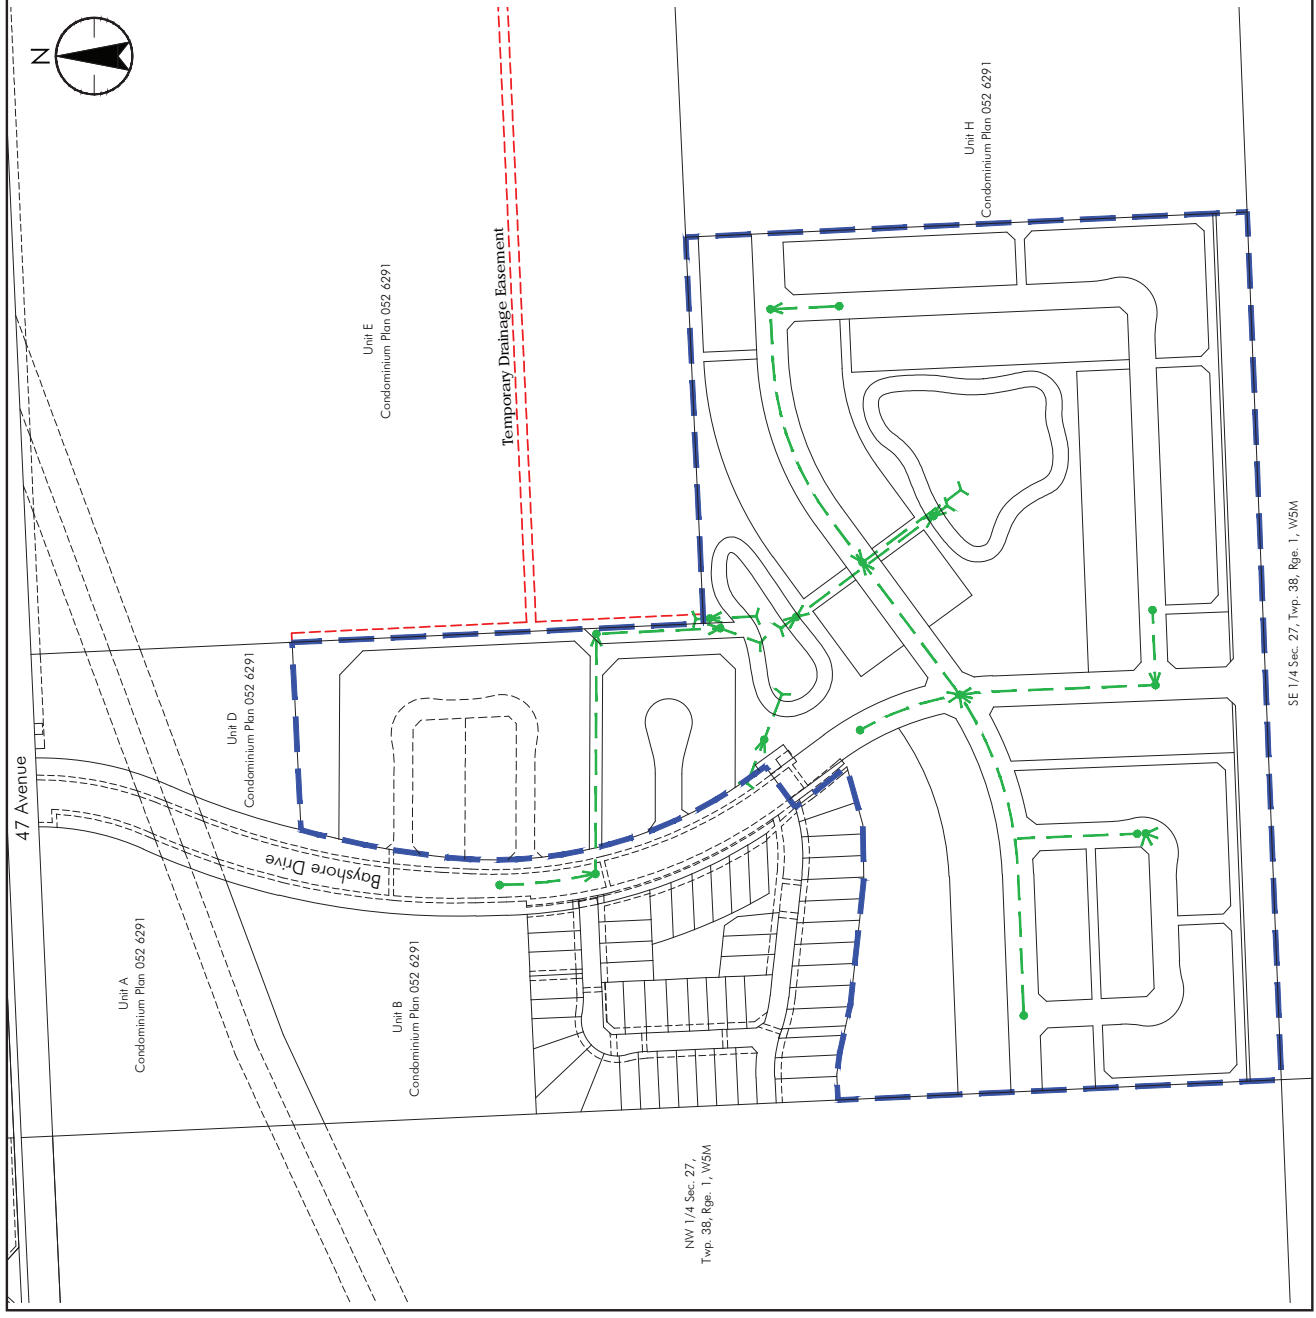 N
47 Avenue
Unit E
Condominium Plan 052 6291
Temporary Drainage Easement
Unit H
Condominium Plan 052 6291
Unit D
Condominium Plan 052 6291
Bayshore Drive
Unit A
Condominium Plan 052 6291
Unit B
Condominium Plan 052 6291
SE 1/4 Sec. 27, Twp. 38, Rge. 1, W5M
NW 1/4 Sec. 27,
Twp. 38, Rge. 1, W5M